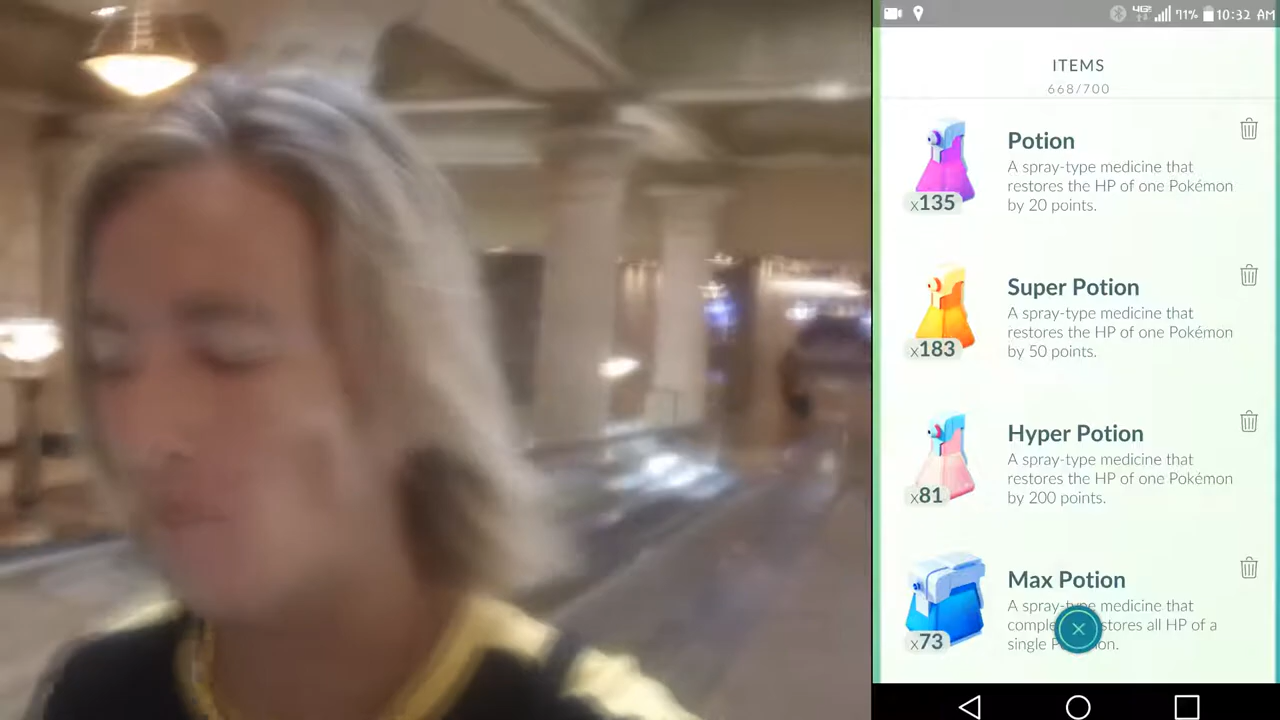 4G 71% 10:32 AM
ITEMS
668/700
Potion
A spray-type medicine that
restores the HP of one Pokémon
by 20 points.
x135
Super Potion
A spray-type medicine that
restores the HP of one Pokémon
by 50 points.
x183
Hyper Potion
A spray-type medicine that
restores the HP of one Pokémon
by 200 points.
x81
Max Potion
A spray-type medicine that
stores all HP of a
single
x73